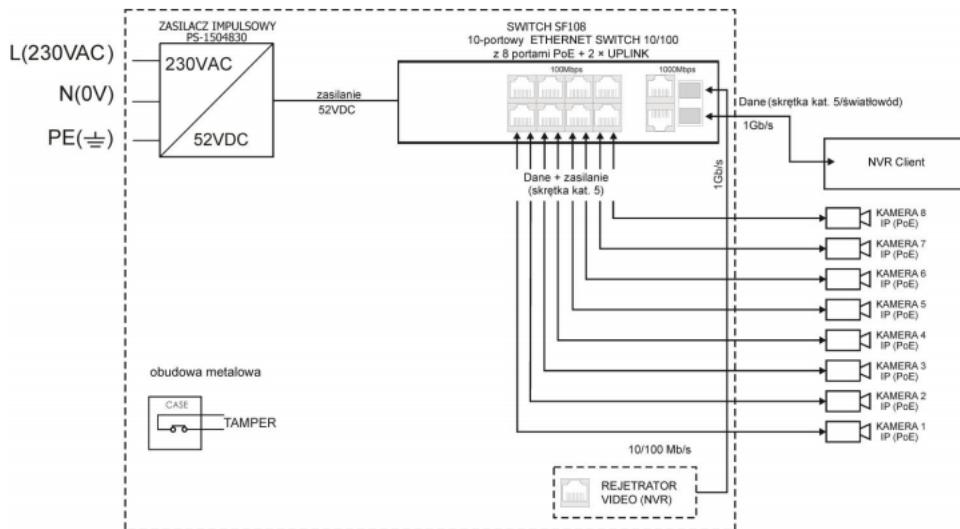 ZASILACZ IMPULSOWY
PS-1504830
L(230VAC)
N(0V)
PE(⏚)
230VAC
52VDC
zasilanie
52VDC
SWITCH SF108
10-portowy ETHERNET SWITCH 10/100
z 8 portami PoE + 2 × UPLINK
100Mbps
1000Mbps
Dane (skrętka kat. 5/światłowód)
1Gb/s
1Gb/s
NVR Client
Dane + zasilanie
(skrętka kat. 5)
KAMERA 8
IP (PoE)
KAMERA 7
IP (PoE)
KAMERA 6
IP (PoE)
KAMERA 5
IP (PoE)
KAMERA 4
IP (PoE)
KAMERA 3
IP (PoE)
KAMERA 2
IP (PoE)
KAMERA 1
IP (PoE)
obudowa metalowa
CASE
TAMPER
10/100 Mb/s
REJETRATOR
VIDEO (NVR)